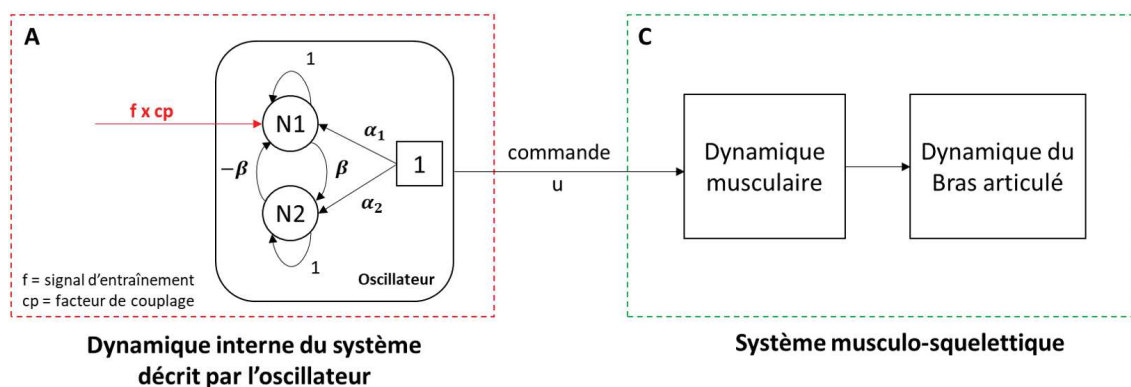 A
1
f x cp
N1
α₁
1
-β
β
α₂
N2
1
Oscillateur
f = signal d'entraînement
cp = facteur de couplage
Dynamique interne du système
décrit par l'oscillateur
commande
u
C
Dynamique
musculaire
Dynamique du
Bras articulé
Système musculo-squelettique